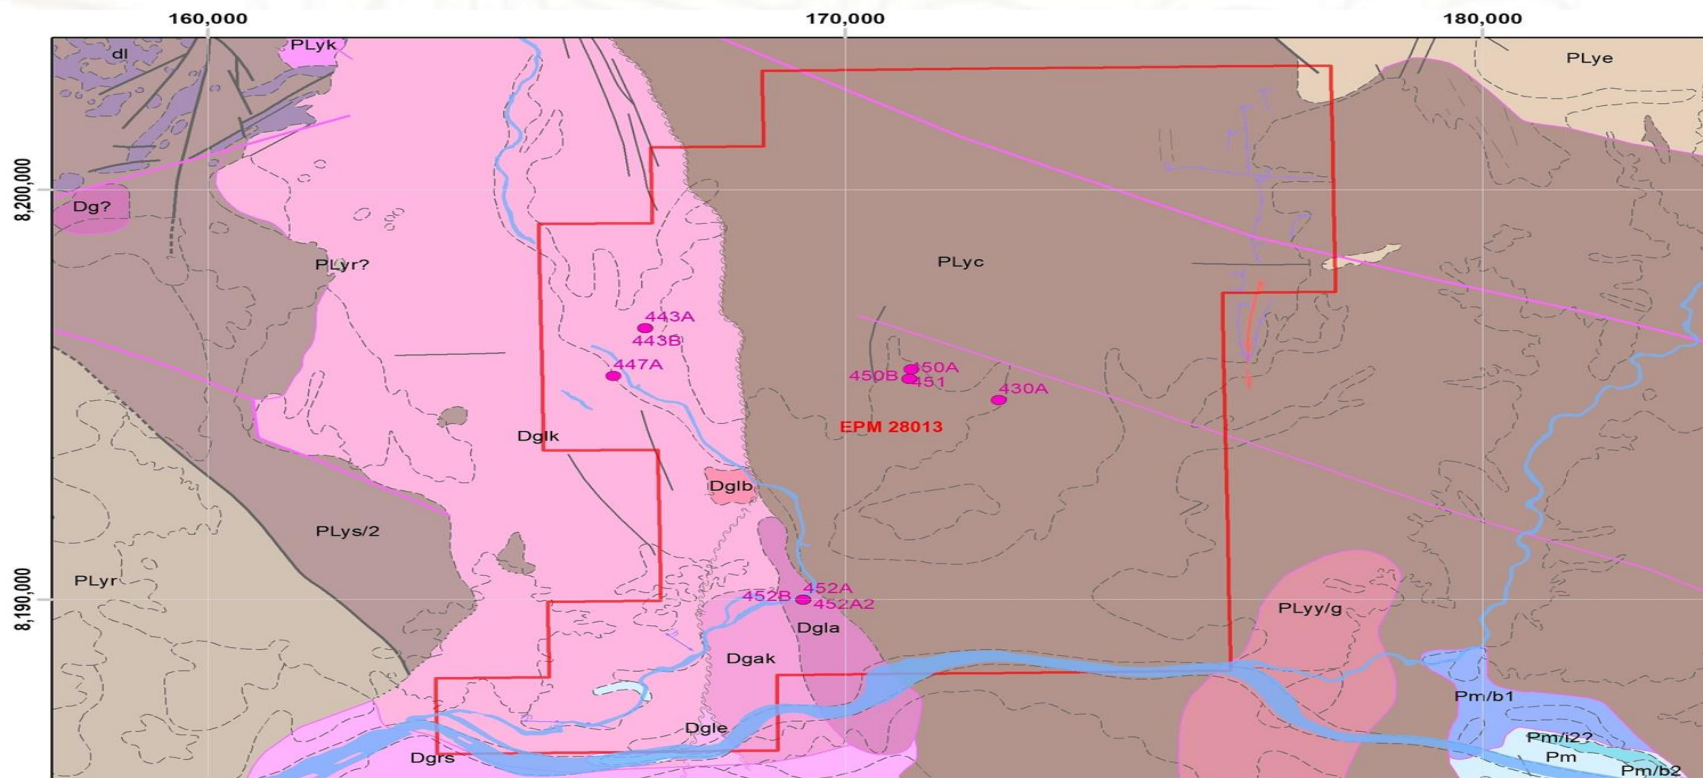 160,000
170,000
180,000
8,200,000
8,190,000
dl
PLyk
PLye
Dg?
PLyr?
PLyc
443A
443B
447A
450A
450B
451
430A
EPM 28013
Dglk
Dglb
PLys/2
PLyr
452A
452B
452A2
Dgla
PLyy/g
Dgak
Dgle
Dgrs
Pm/b1
Pm/i2?
Pm
Pm/b2